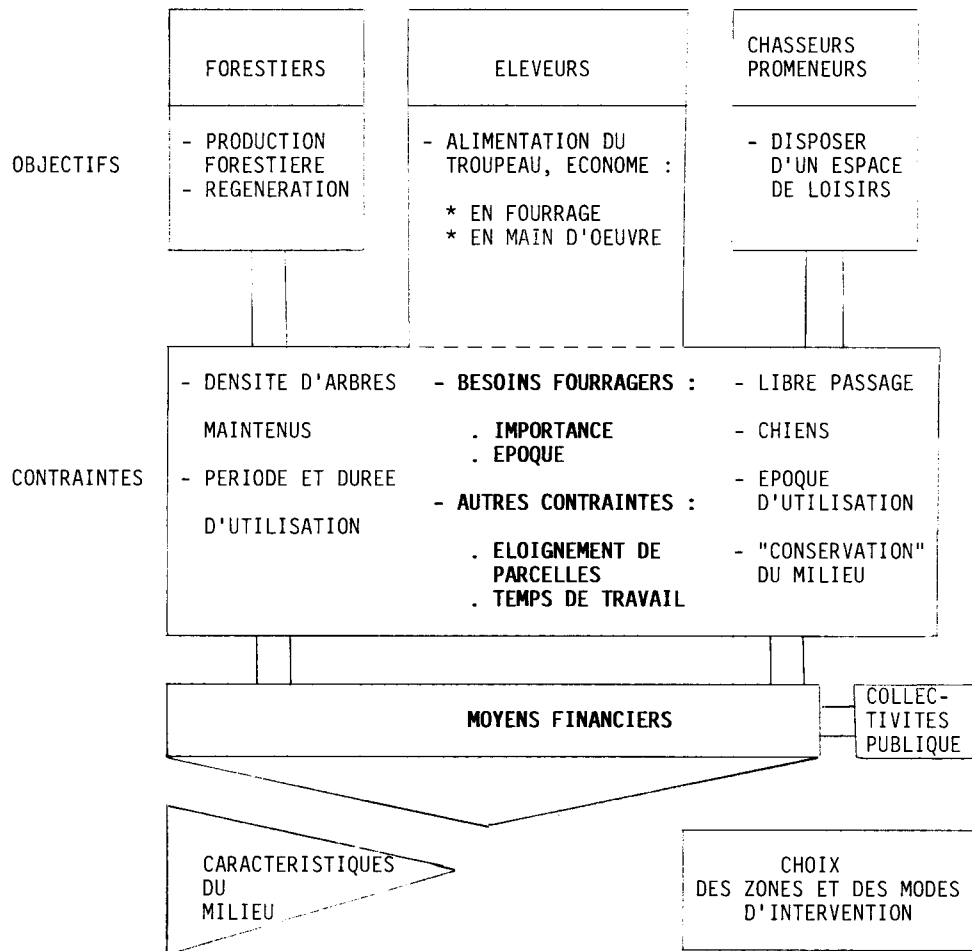 FORESTIERS
ELEVEURS
CHASSEURS
PROMENEURS
OBJECTIFS
- PRODUCTION
FORESTIERE
- REGENERATION
- ALIMENTATION DU
TROUPEAU, ECONOME :
* EN FOURRAGE
* EN MAIN D'OEUVRE
- DISPOSER
D'UN ESPACE
DE LOISIRS
CONTRAINTES
- DENSITE D'ARBRES
MAINTENUS
- PERIODE ET DUREE
D'UTILISATION
- BESOINS FOURRAGERS :
. IMPORTANCE
. EPOQUE
- AUTRES CONTRAINTES :
. ELOIGNEMENT DE
PARCELLES
. TEMPS DE TRAVAIL
- LIBRE PASSAGE
- CHIENS
- EPOQUE
D'UTILISATION
- "CONSERVATION"
DU MILIEU
MOYENS FINANCIERS
COLLEC-
TIVITES
PUBLIQUE
CARACTERISTIQUES
DU
MILIEU
CHOIX
DES ZONES ET DES MODES
D'INTERVENTION